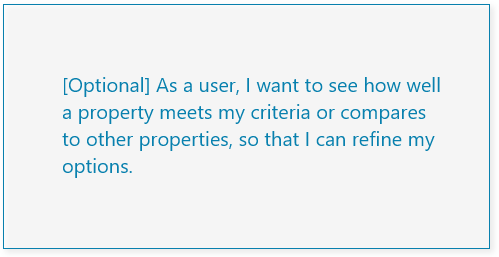 [Optional] As a user, I want to see how well
a property meets my criteria or compares
to other properties, so that I can refine my
options.